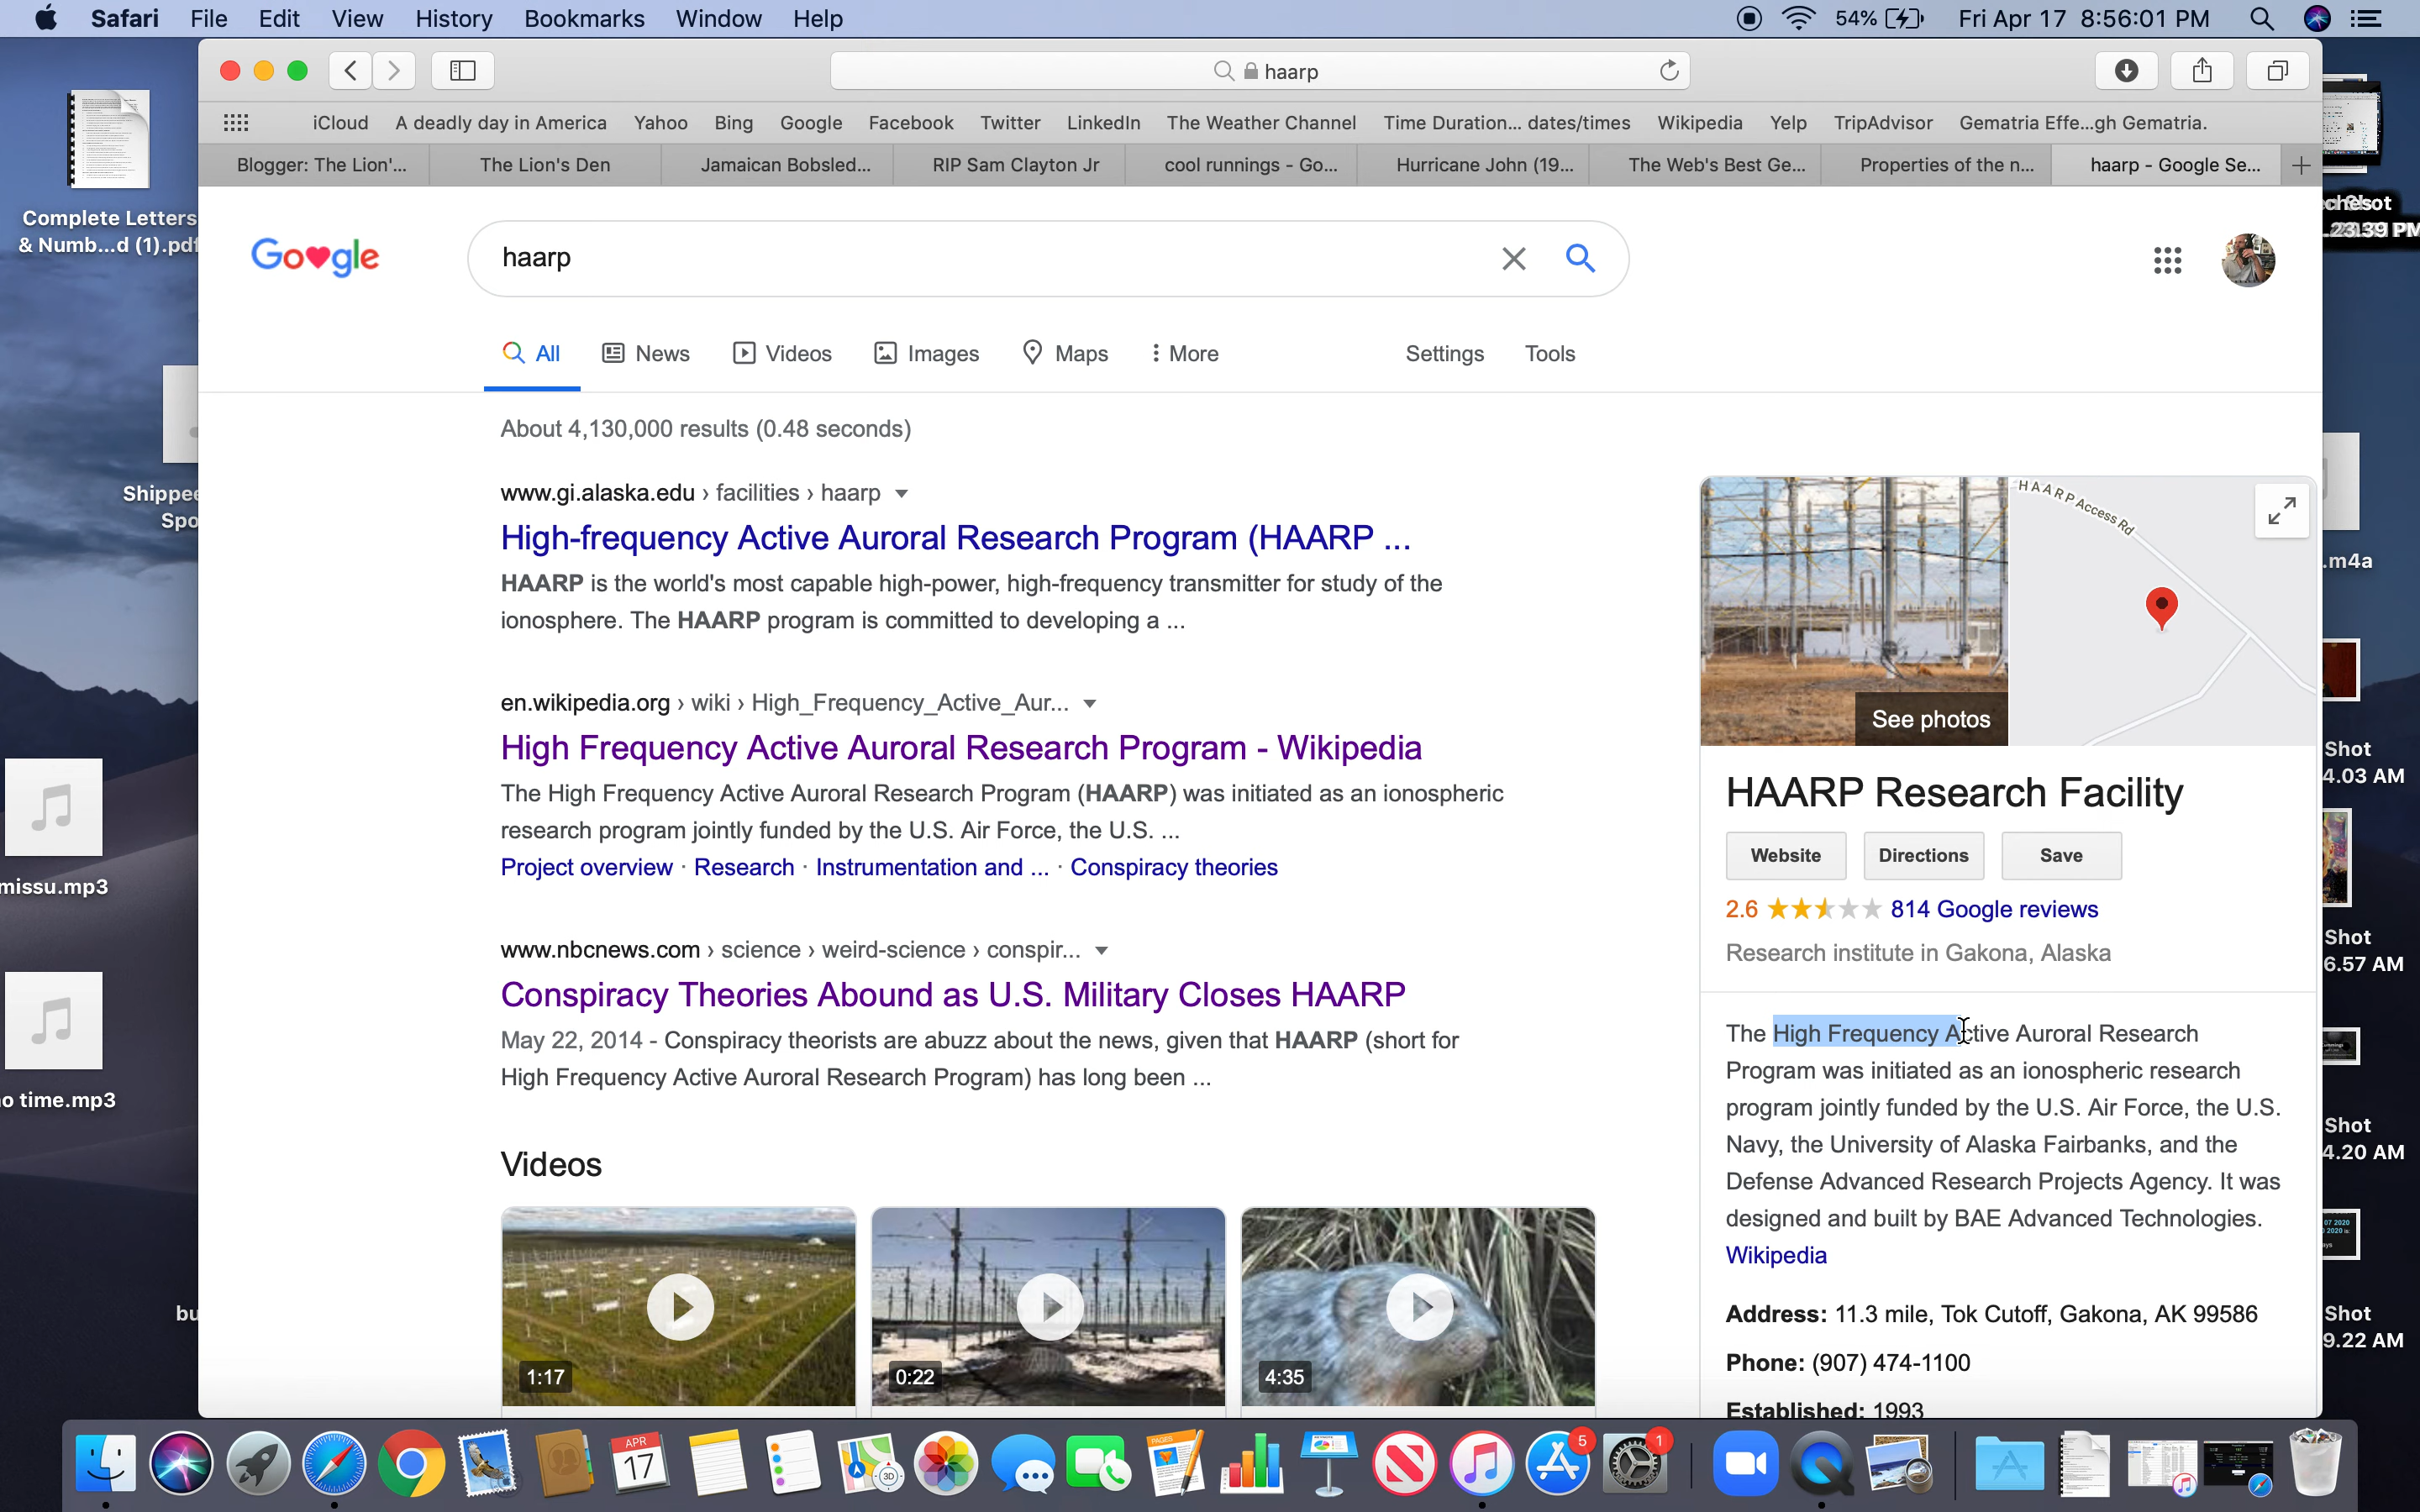 Safari File Edit View History Bookmarks Window Help 54% Fri Apr 17 8:56:01 PM
haarp
iCloud A deadly day in America Yahoo Bing Google Facebook Twitter LinkedIn The Weather Channel Time Duration... dates/times Wikipedia Yelp TripAdvisor Gematria Effe...gh Gematria.
Blogger: The Lion'... The Lion's Den Jamaican Bobsled... RIP Sam Clayton Jr cool runnings - Go... Hurricane John (19... The Web's Best Ge... Properties of the n... haarp - Google Se... +
Complete Letters
& Numb...d (1).pdf
Google
haarp
All News Videos Images Maps More Settings Tools
About 4,130,000 results (0.48 seconds)
www.gi.alaska.edu › facilities › haarp
High-frequency Active Auroral Research Program (HAARP ...
HAARP is the world's most capable high-power, high-frequency transmitter for study of the
ionosphere. The HAARP program is committed to developing a ...
en.wikipedia.org › wiki › High_Frequency_Active_Aur...
High Frequency Active Auroral Research Program - Wikipedia
The High Frequency Active Auroral Research Program (HAARP) was initiated as an ionospheric
research program jointly funded by the U.S. Air Force, the U.S. ...
Project overview · Research · Instrumentation and ... · Conspiracy theories
www.nbcnews.com › science › weird-science › conspir...
Conspiracy Theories Abound as U.S. Military Closes HAARP
May 22, 2014 - Conspiracy theorists are abuzz about the news, given that HAARP (short for
High Frequency Active Auroral Research Program) has long been ...
Videos
1:17
0:22
4:35
HAARP Access Rd
See photos
HAARP Research Facility
Website Directions Save
2.6 814 Google reviews
Research institute in Gakona, Alaska
The High Frequency Active Auroral Research
Program was initiated as an ionospheric research
program jointly funded by the U.S. Air Force, the U.S.
Navy, the University of Alaska Fairbanks, and the
Defense Advanced Research Projects Agency. It was
designed and built by BAE Advanced Technologies.
Wikipedia
Address: 11.3 mile, Tok Cutoff, Gakona, AK 99586
Phone: (907) 474-1100
Established: 1993
Shippee
Spo
missu.mp3
o time.mp3
bu
.23.39 PM
.m4a
Shot
4.03 AM
Shot
6.57 AM
Shot
4.20 AM
Shot
9.22 AM
APR
17
3D
PAGES
5
1